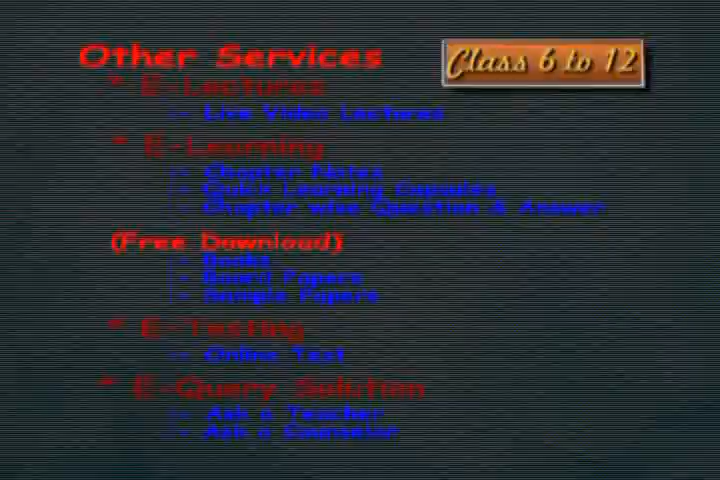 Other Services
Class 6 to 12
* E-Lectures
:-- Live Video Lectures
* E-Learning
:-- Chapter Notes
:-- Quick Learning Capsules
:-- Chapter wise Question & Answer
(Free Download)
:-- Books
:-- Board Papers
:-- Sample Papers
* E-Testing
:-- Online Test
* E-Query Solution
:-- Ask a Teacher
:-- Ask a Counselor